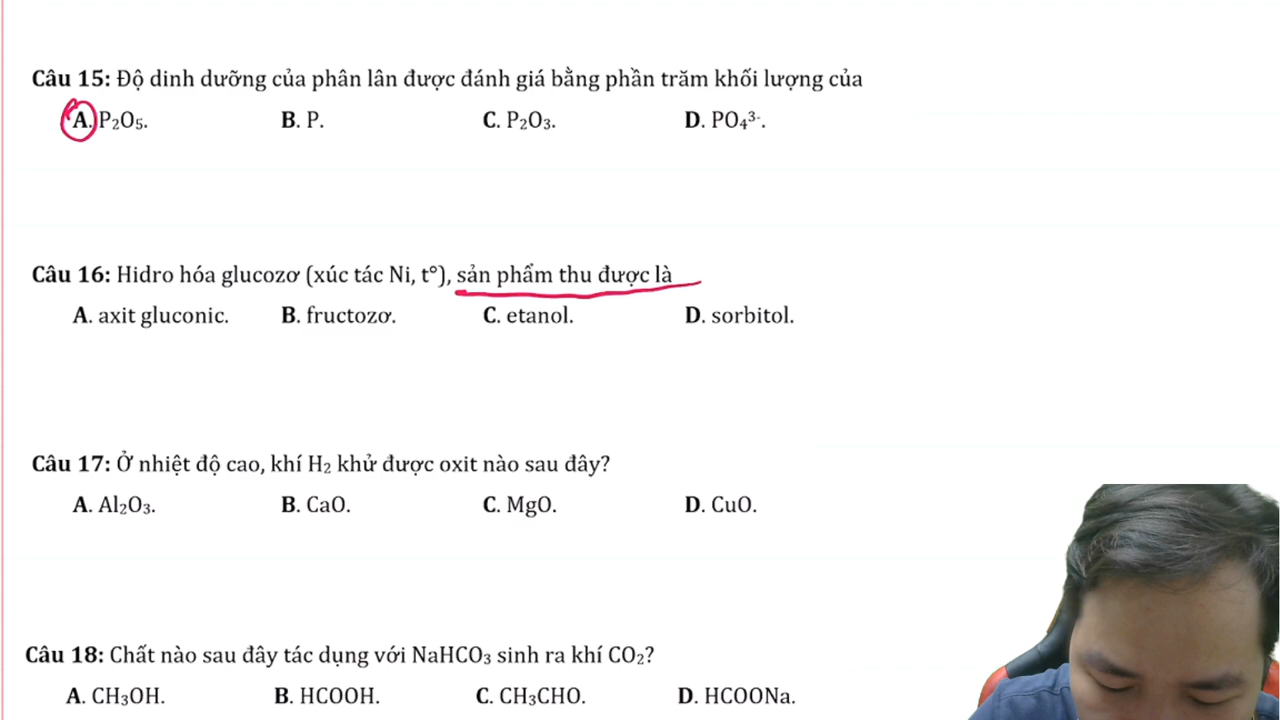 Câu 15: Độ dinh dưỡng của phân lân được đánh giá bằng phần trăm khối lượng của
A. P₂O₅. B. P. C. P₂O₃. D. PO₄³⁻.
Câu 16: Hidro hóa glucozơ (xúc tác Ni, t°), sản phẩm thu được là
A. axit gluconic. B. fructozơ. C. etanol. D. sorbitol.
Câu 17: Ở nhiệt độ cao, khí H₂ khử được oxit nào sau đây?
A. Al₂O₃. B. CaO. C. MgO. D. CuO.
Câu 18: Chất nào sau đây tác dụng với NaHCO₃ sinh ra khí CO₂?
A. CH₃OH. B. HCOOH. C. CH₃CHO. D. HCOONa.